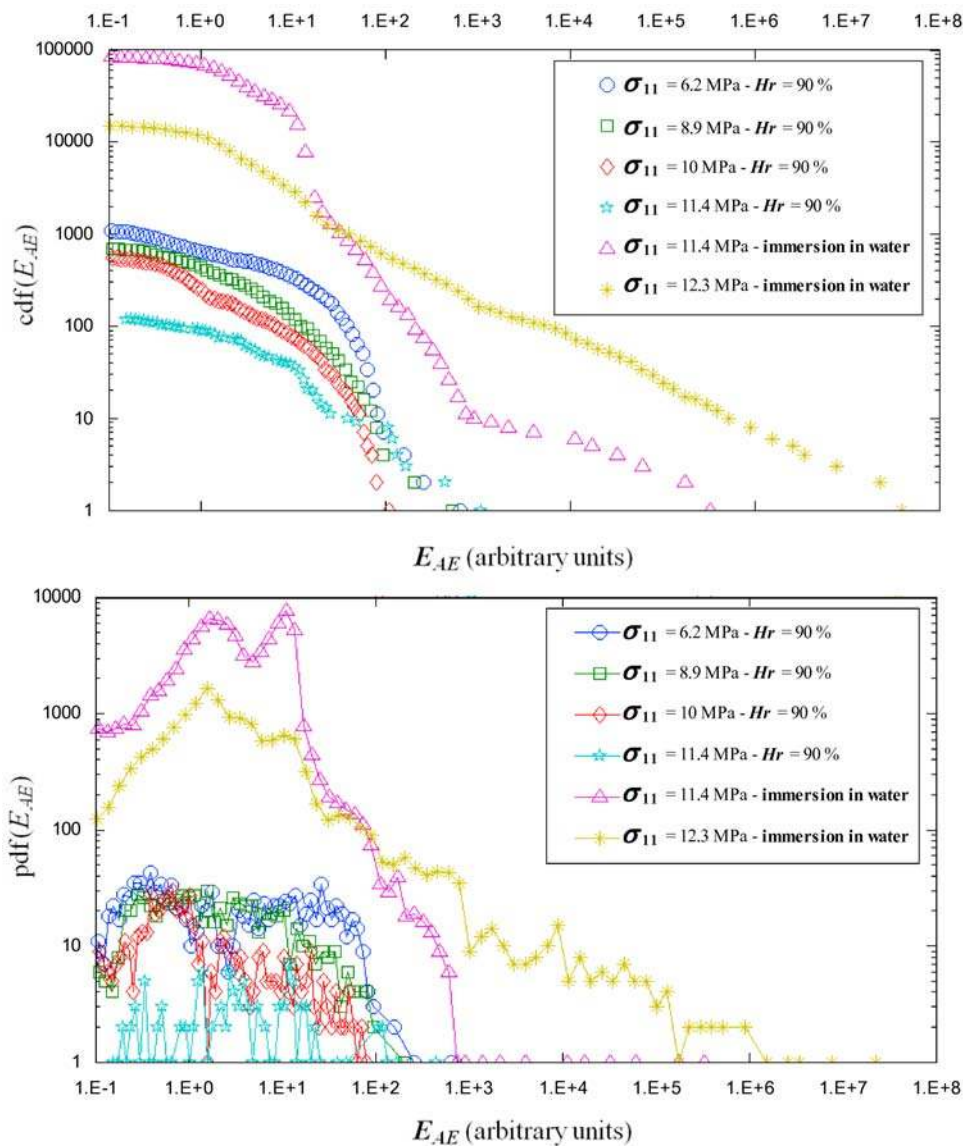 1.E-1 1.E+0 1.E+1 1.E+2 1.E+3 1.E+4 1.E+5 1.E+6 1.E+7 1.E+8
100000
10000
1000
100
10
1
cdf(E_AE)
σ11 = 6.2 MPa - Hr = 90 %
σ11 = 8.9 MPa - Hr = 90 %
σ11 = 10 MPa - Hr = 90 %
σ11 = 11.4 MPa - Hr = 90 %
σ11 = 11.4 MPa - immersion in water
σ11 = 12.3 MPa - immersion in water
E_AE (arbitrary units)
10000
1000
100
10
1
pdf(E_AE)
σ11 = 6.2 MPa - Hr = 90 %
σ11 = 8.9 MPa - Hr = 90 %
σ11 = 10 MPa - Hr = 90 %
σ11 = 11.4 MPa - Hr = 90 %
σ11 = 11.4 MPa - immersion in water
σ11 = 12.3 MPa - immersion in water
1.E-1 1.E+0 1.E+1 1.E+2 1.E+3 1.E+4 1.E+5 1.E+6 1.E+7 1.E+8
E_AE (arbitrary units)